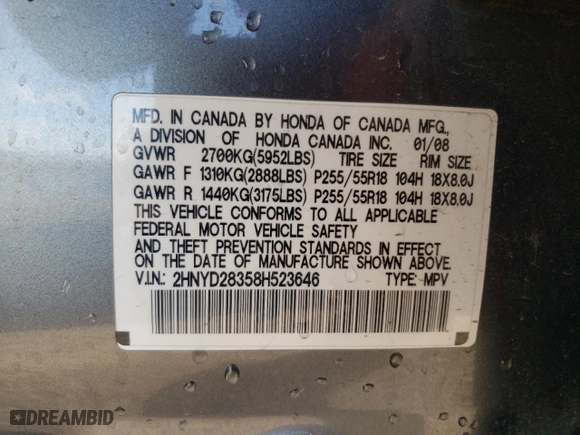 MFD. IN CANADA BY HONDA OF CANADA MFG.,
A DIVISION OF HONDA CANADA INC. 01/08
GVWR 2700KG(5952LBS) TIRE SIZE RIM SIZE
GAWR F 1310KG(2888LBS) P255/55R18 104H 18X8.0J
GAWR R 1440KG(3175LBS) P255/55R18 104H 18X8.0J
THIS VEHICLE CONFORMS TO ALL APPLICABLE
FEDERAL MOTOR VEHICLE SAFETY
AND THEFT PREVENTION STANDARDS IN EFFECT
ON THE DATE OF MANUFACTURE SHOWN ABOVE.
V.I.N.: 2HNYD28358H523646 TYPE: MPV
DREAMBID